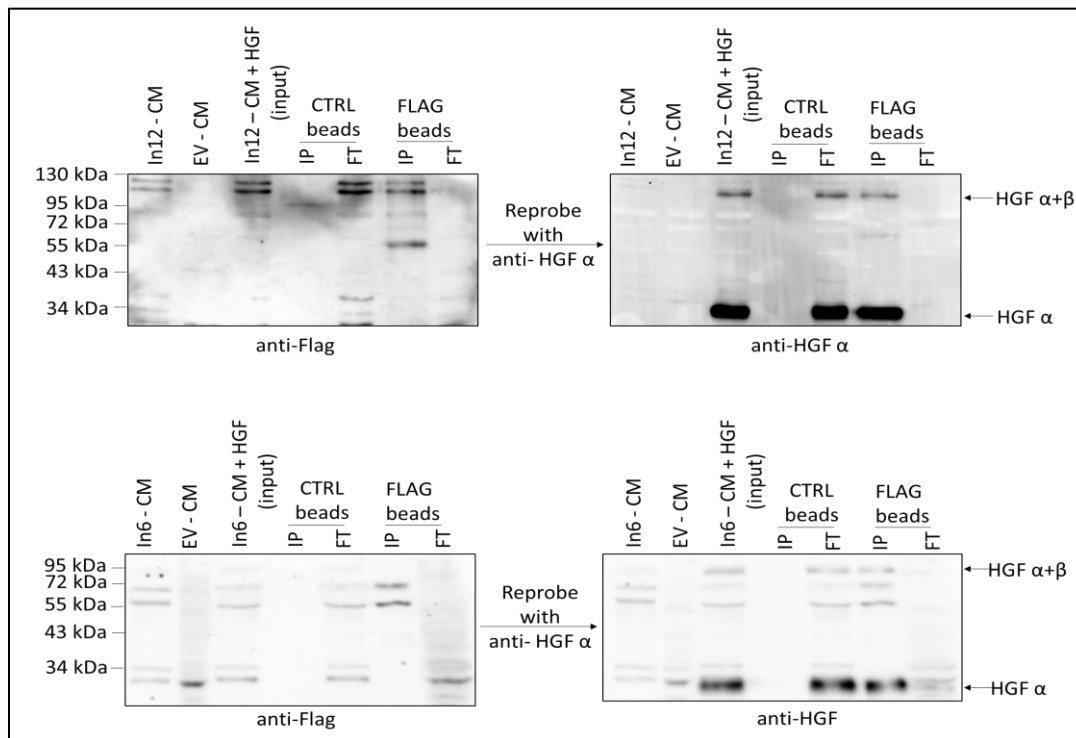 In12 - CM
EV - CM
In12 – CM + HGF
(input)
CTRL
beads
IP
FT
FLAG
beads
IP
FT
130 kDa
95 kDa
72 kDa
55 kDa
43 kDa
34 kDa
anti-Flag
Reprobe
with
anti- HGF α
In12 - CM
EV - CM
In12 – CM + HGF
(input)
CTRL
beads
IP
FT
FLAG
beads
IP
FT
HGF α+β
HGF α
anti-HGF α
In6 - CM
EV - CM
In6 – CM + HGF
(input)
CTRL
beads
IP
FT
FLAG
beads
IP
FT
95 kDa
72 kDa
55 kDa
43 kDa
34 kDa
anti-Flag
Reprobe
with
anti- HGF α
In6 - CM
EV - CM
In6 – CM + HGF
(input)
CTRL
beads
IP
FT
FLAG
beads
IP
FT
HGF α+β
HGF α
anti-HGF